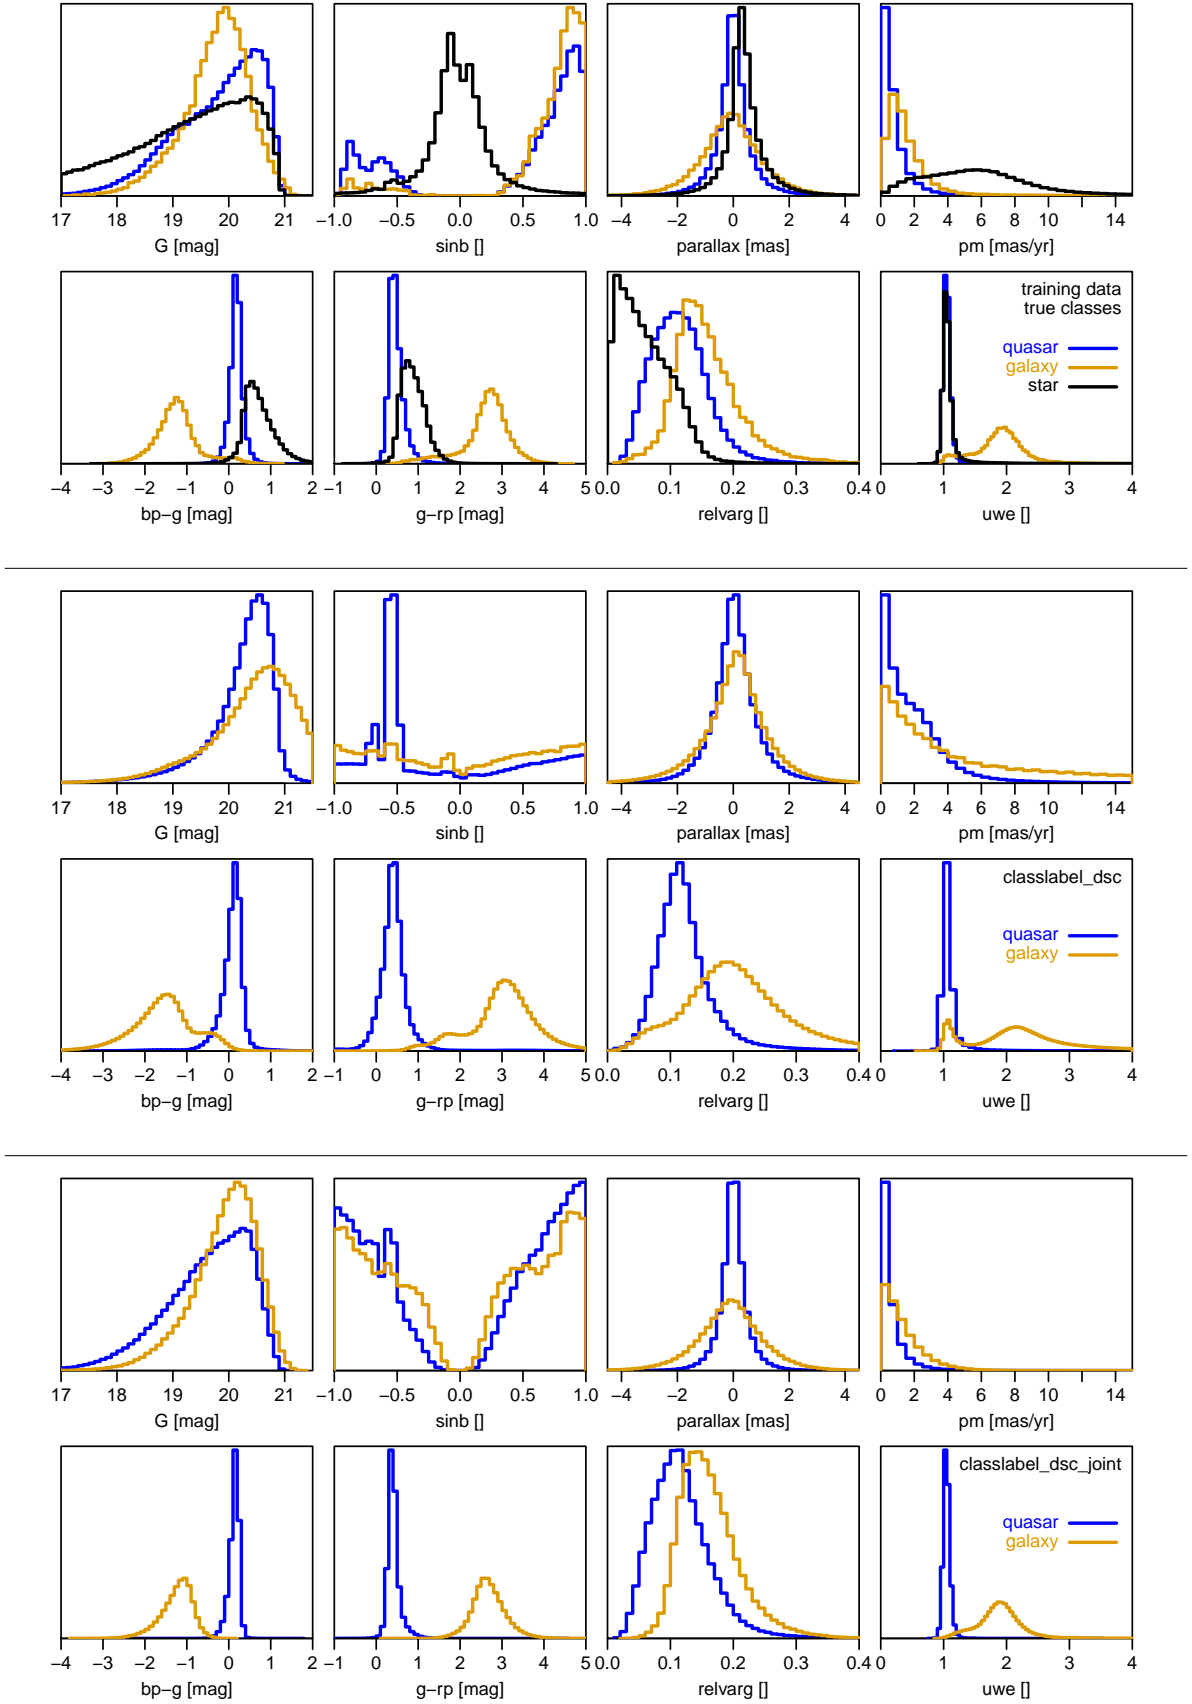 17 18 19 20 21
G [mag]
−1.0 −0.5 0.0 0.5 1.0
sinb []
−4 −2 0 2 4
parallax [mas]
0 2 4 6 8 10 14
pm [mas/yr]
training data
true classes
quasar
galaxy
star
−4 −3 −2 −1 0 1 2
bp−g [mag]
−1 0 1 2 3 4 5
g−rp [mag]
0.0 0.1 0.2 0.3 0.4
relvarg []
0 1 2 3 4
uwe []
17 18 19 20 21
G [mag]
−1.0 −0.5 0.0 0.5 1.0
sinb []
−4 −2 0 2 4
parallax [mas]
0 2 4 6 8 10 14
pm [mas/yr]
classlabel_dsc
quasar
galaxy
−4 −3 −2 −1 0 1 2
bp−g [mag]
−1 0 1 2 3 4 5
g−rp [mag]
0.0 0.1 0.2 0.3 0.4
relvarg []
0 1 2 3 4
uwe []
17 18 19 20 21
G [mag]
−1.0 −0.5 0.0 0.5 1.0
sinb []
−4 −2 0 2 4
parallax [mas]
0 2 4 6 8 10 14
pm [mas/yr]
classlabel_dsc_joint
quasar
galaxy
−4 −3 −2 −1 0 1 2
bp−g [mag]
−1 0 1 2 3 4 5
g−rp [mag]
0.0 0.1 0.2 0.3 0.4
relvarg []
0 1 2 3 4
uwe []